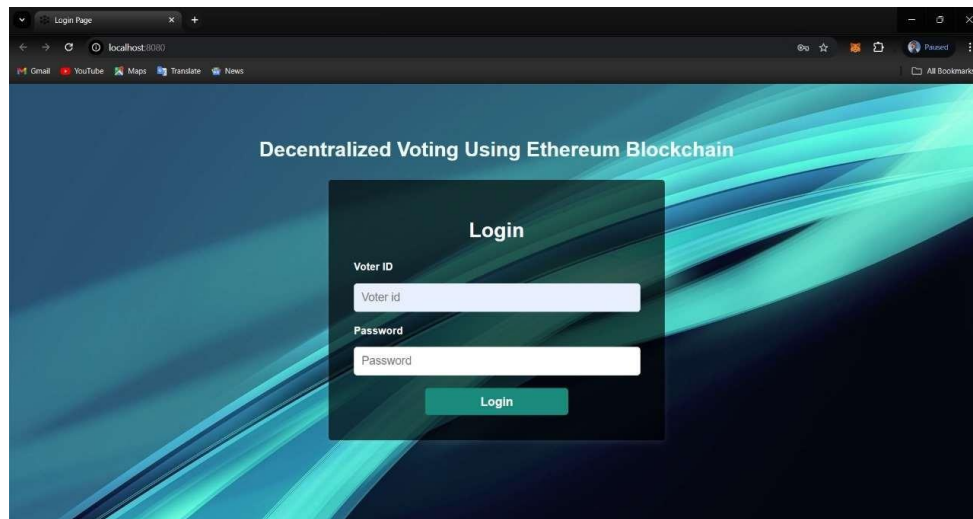 Login Page
localhost:8080
Paused
Gmail YouTube Maps Translate News All Bookmarks
Decentralized Voting Using Ethereum Blockchain
Login
Voter ID
Voter id
Password
Password
Login